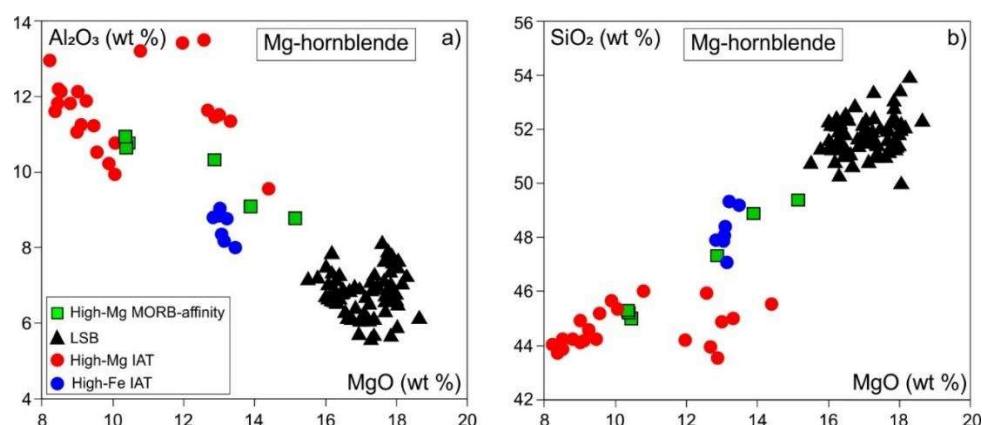 Al₂O₃ (wt %)
Mg-hornblende
a)
14
12
10
8
6
4
High-Mg MORB-affinity
LSB
High-Mg IAT
High-Fe IAT
MgO (wt %)
8 10 12 14 16 18 20
SiO₂ (wt %)
Mg-hornblende
b)
56
54
52
50
48
46
44
42
MgO (wt %)
8 10 12 14 16 18 20